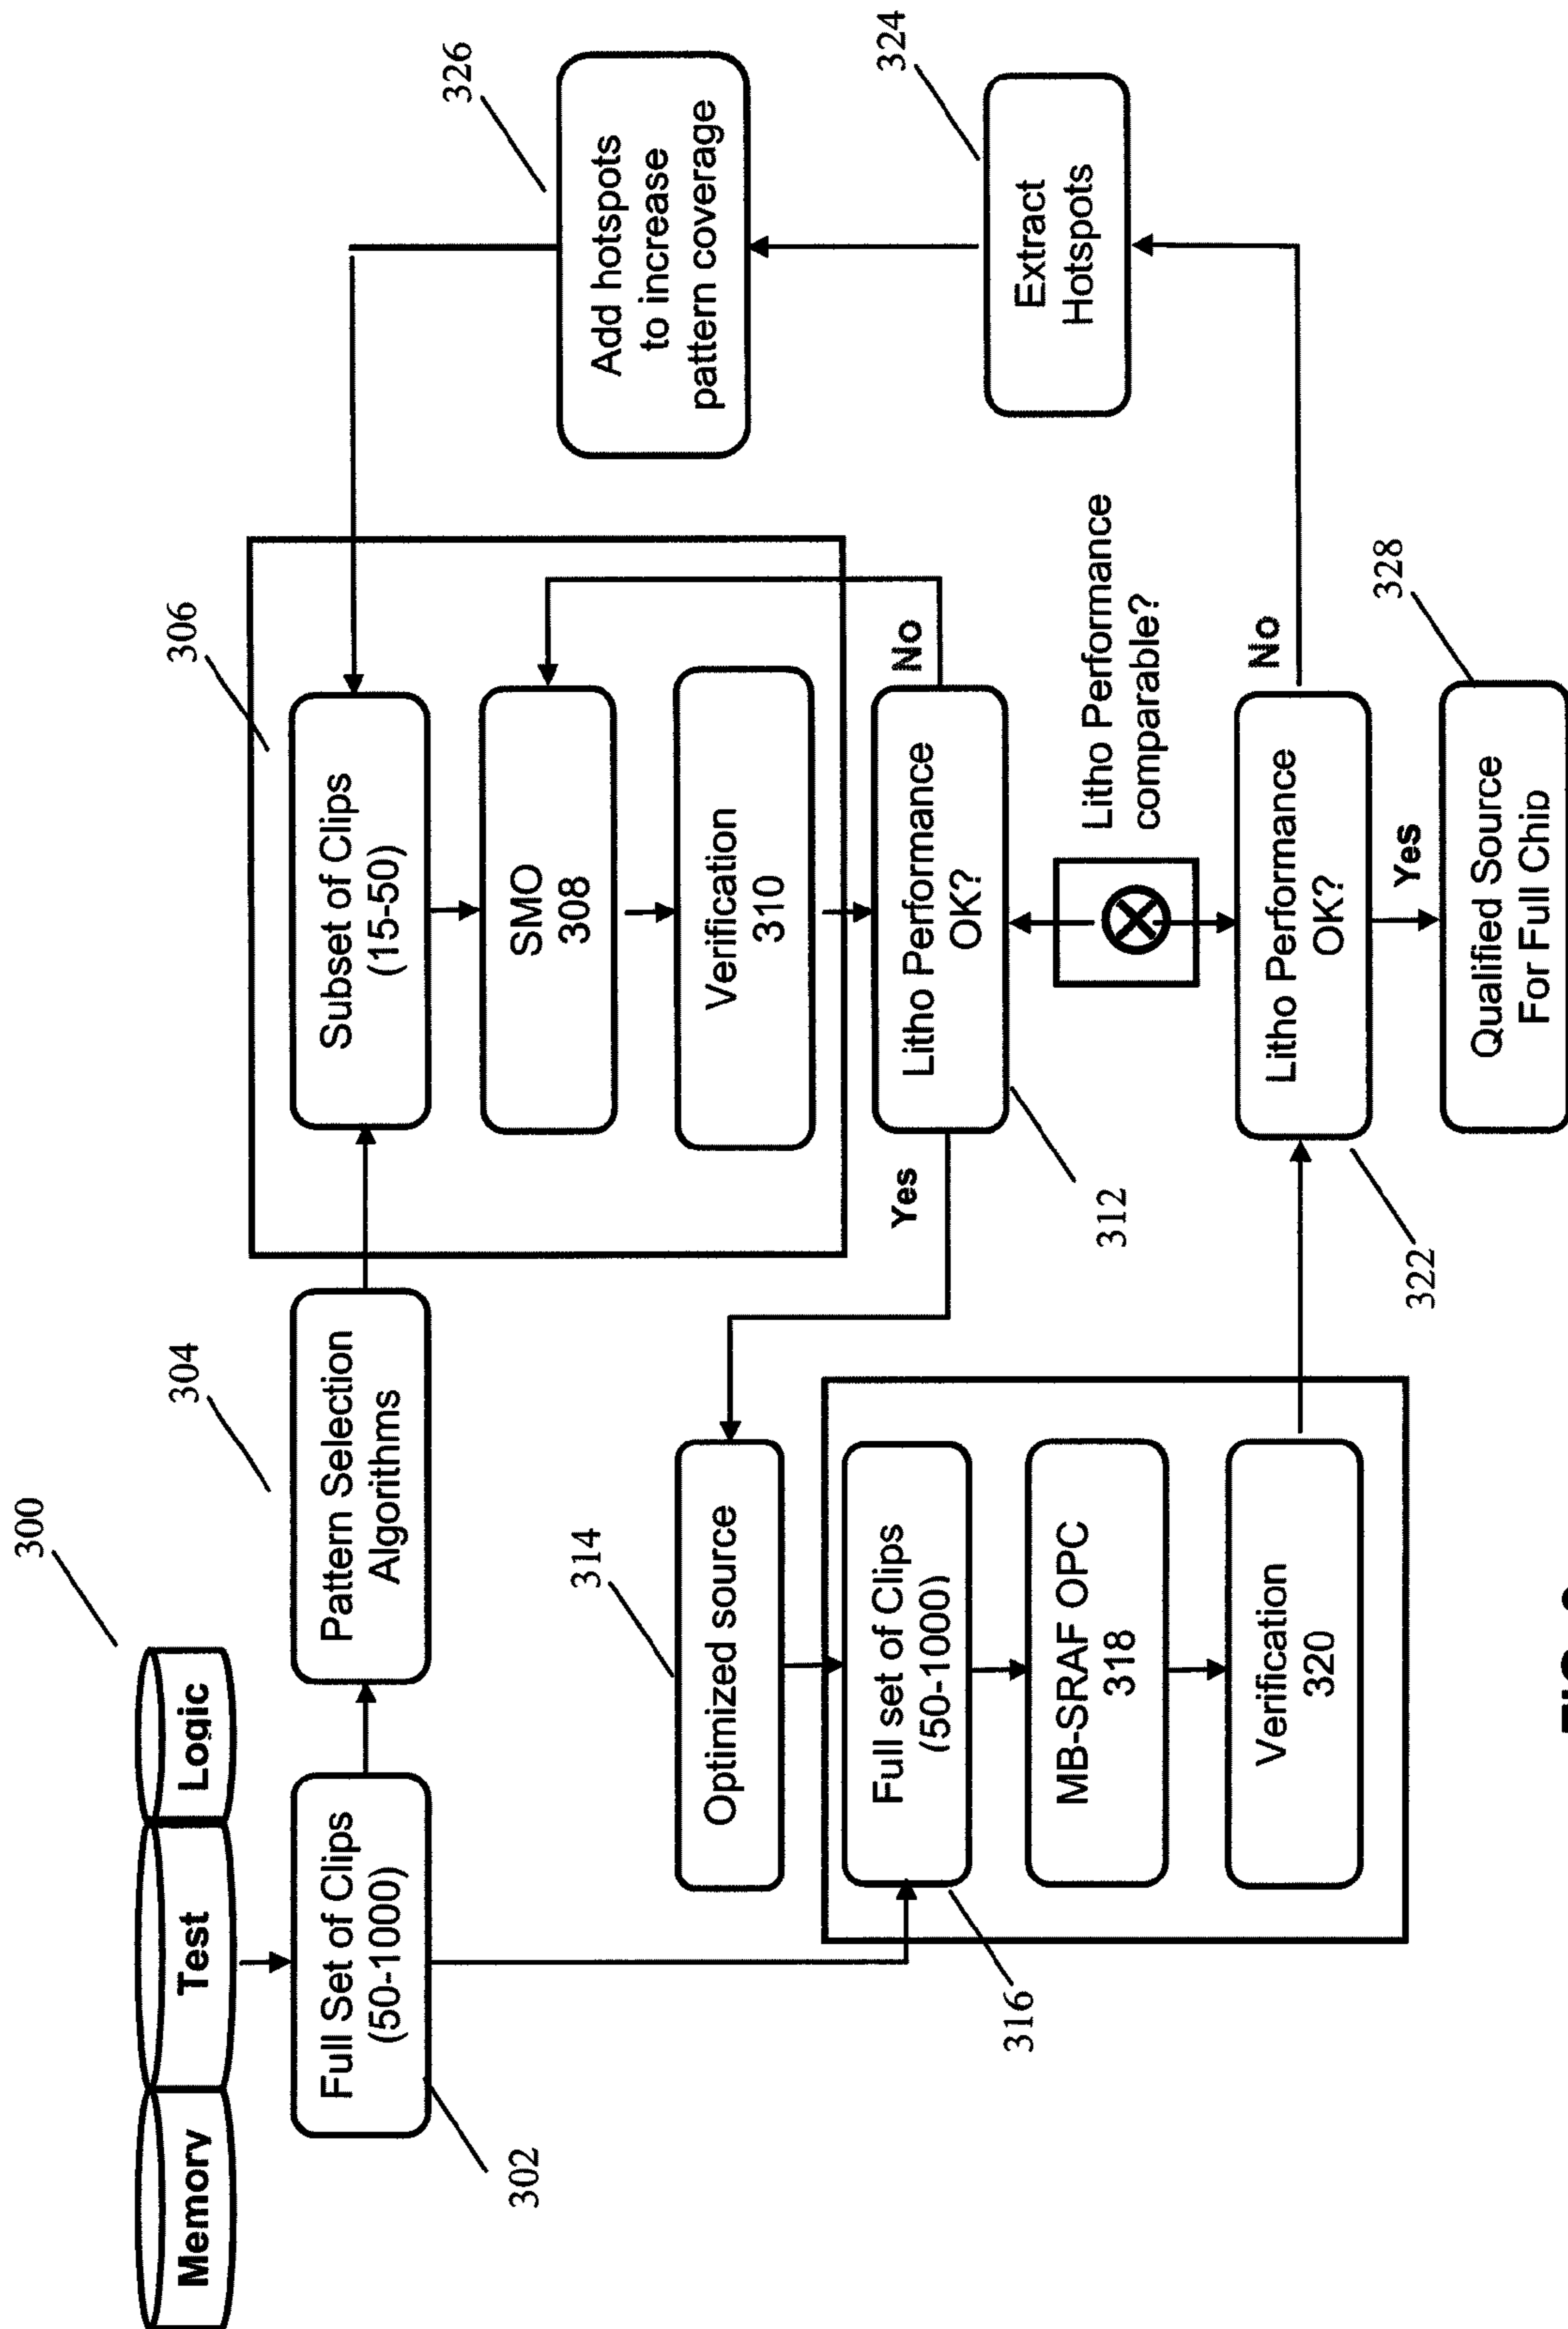 300
Memory
Test
Logic
302
Full Set of Clips
(50-1000)
304
Pattern Selection
Algorithms
306
Subset of Clips
(15-50)
SMO
308
Verification
310
326
Add hotspots
to increase
pattern coverage
324
Extract
Hotspots
Litho Performance
OK?
312
Yes
No
314
Optimized source
316
Full set of Clips
(50-1000)
MB-SRAF OPC
318
Verification
320
Litho Performance
comparable?
322
Litho Performance
OK?
No
Yes
328
Qualified Source
For Full Chip